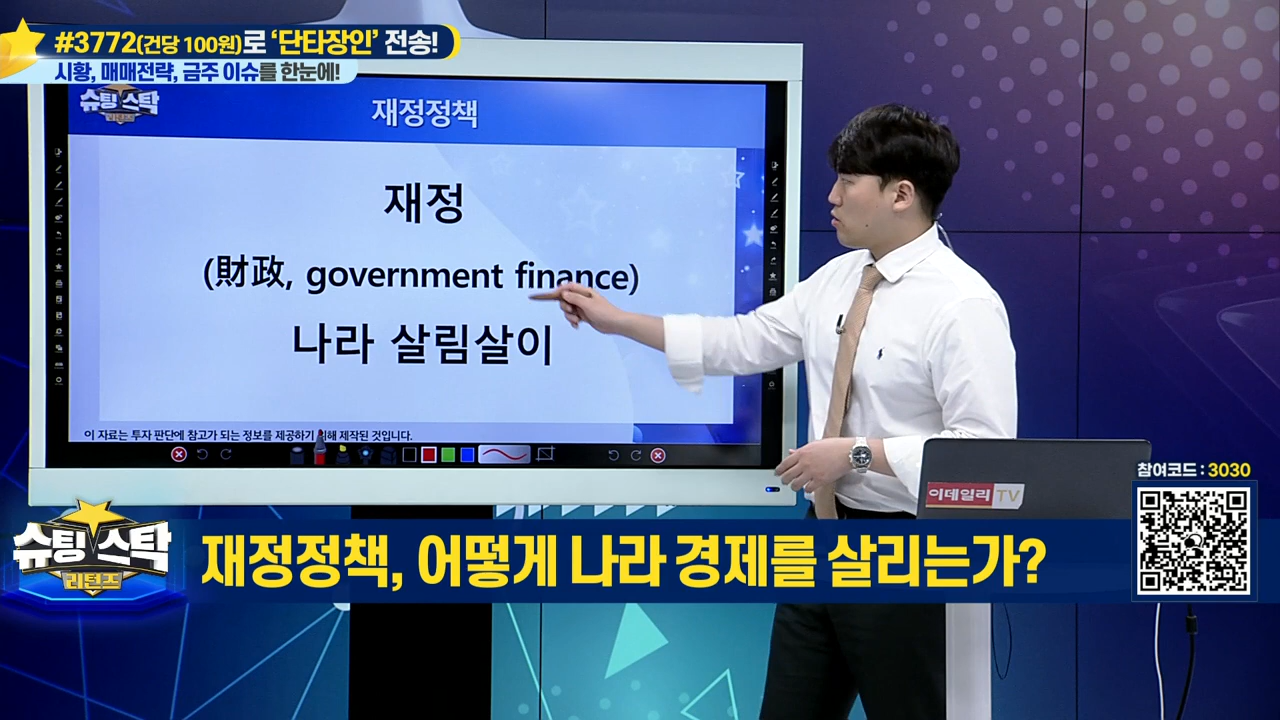 #3772(건당 100원)로 ‘단타장인’ 전송!
시황, 매매전략, 금주 이슈를 한눈에!
슈팅 스탁
리턴즈
재정정책
재정
(財政, government finance)
나라 살림살이
이 자료는 투자 판단에 참고가 되는 정보를 제공하기 위해 제작된 것입니다.
이데일리 TV
참여코드 : 3030
슈팅 스탁
리턴즈
재정정책, 어떻게 나라 경제를 살리는가?